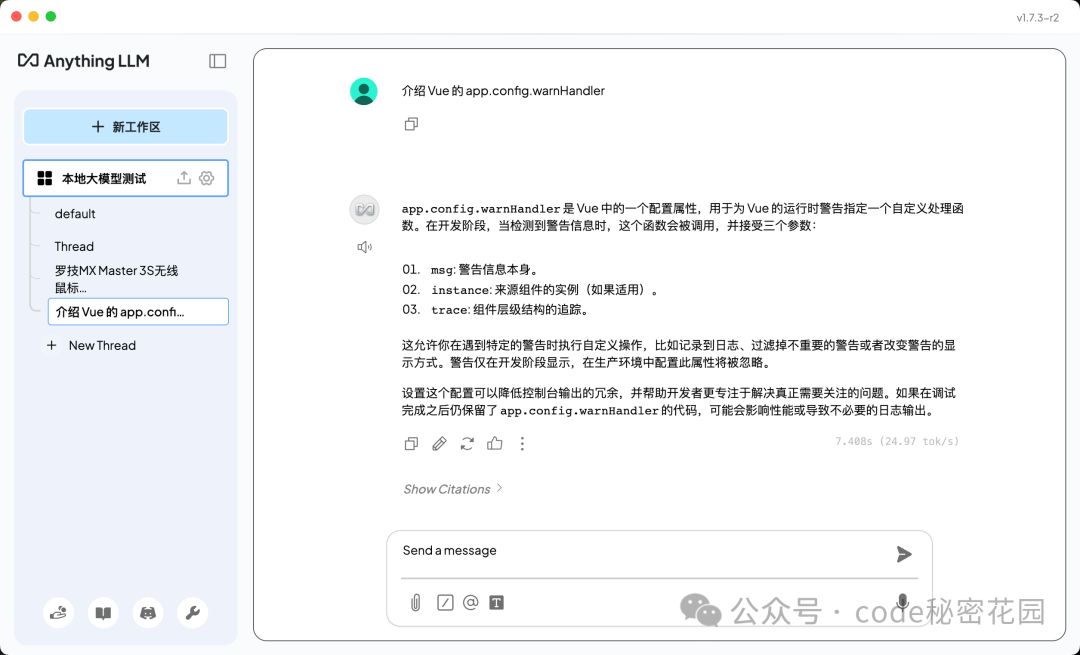 v1.7.3-r2
Anything LLM
新工作区
本地大模型测试
default
Thread
罗技MX Master 3S无线
鼠标...
介绍 Vue 的 app.confi...
New Thread
介绍 Vue 的 app.config.warnHandler
app.config.warnHandler 是 Vue 中的一个配置属性，用于为 Vue 的运行时警告指定一个自定义处理函
数。在开发阶段，当检测到警告信息时，这个函数会被调用，并接受三个参数：
01. msg: 警告信息本身。
02. instance: 来源组件的实例（如果适用）。
03. trace: 组件层级结构的追踪。
这允许你在遇到特定的警告时执行自定义操作，比如记录到日志、过滤掉不重要的警告或者改变警告的显
示方式。警告仅在开发阶段显示，在生产环境中配置此属性将被忽略。
设置这个配置可以降低控制台输出的冗余，并帮助开发者更专注于解决真正需要关注的问题。如果在调试
完成之后仍保留了 app.config.warnHandler 的代码，可能会影响性能或导致不必要的日志输出。
7.408s (24.97 tok/s)
Show Citations
Send a message
公众号 · code秘密花园